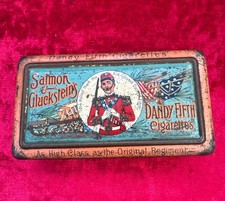 Dandy Fifth Cigarettes
Salmon
&
Gluckstein's
DANDY FIFTH
Cigarettes
As High Class as the Original Regiment